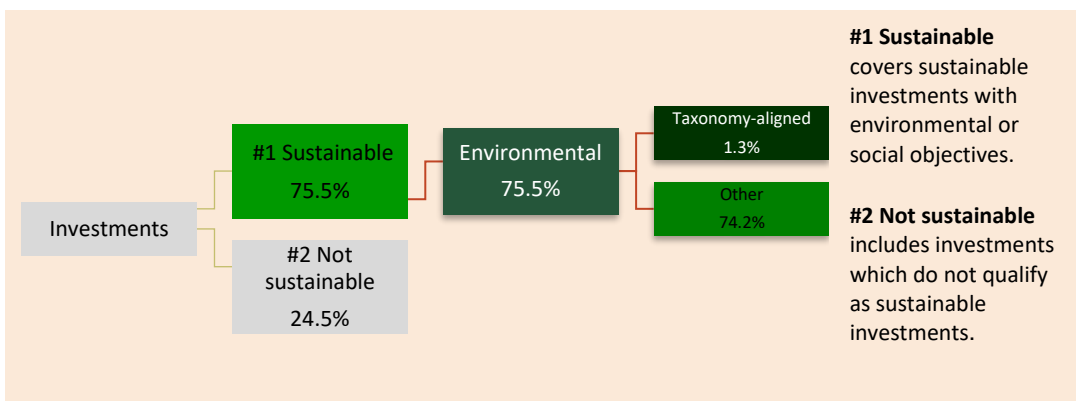 Investments
#1 Sustainable
75.5%
#2 Not
sustainable
24.5%
Environmental
75.5%
Taxonomy-aligned
1.3%
Other
74.2%
#1 Sustainable
covers sustainable
investments with
environmental or
social objectives.
#2 Not sustainable
includes investments
which do not qualify
as sustainable
investments.